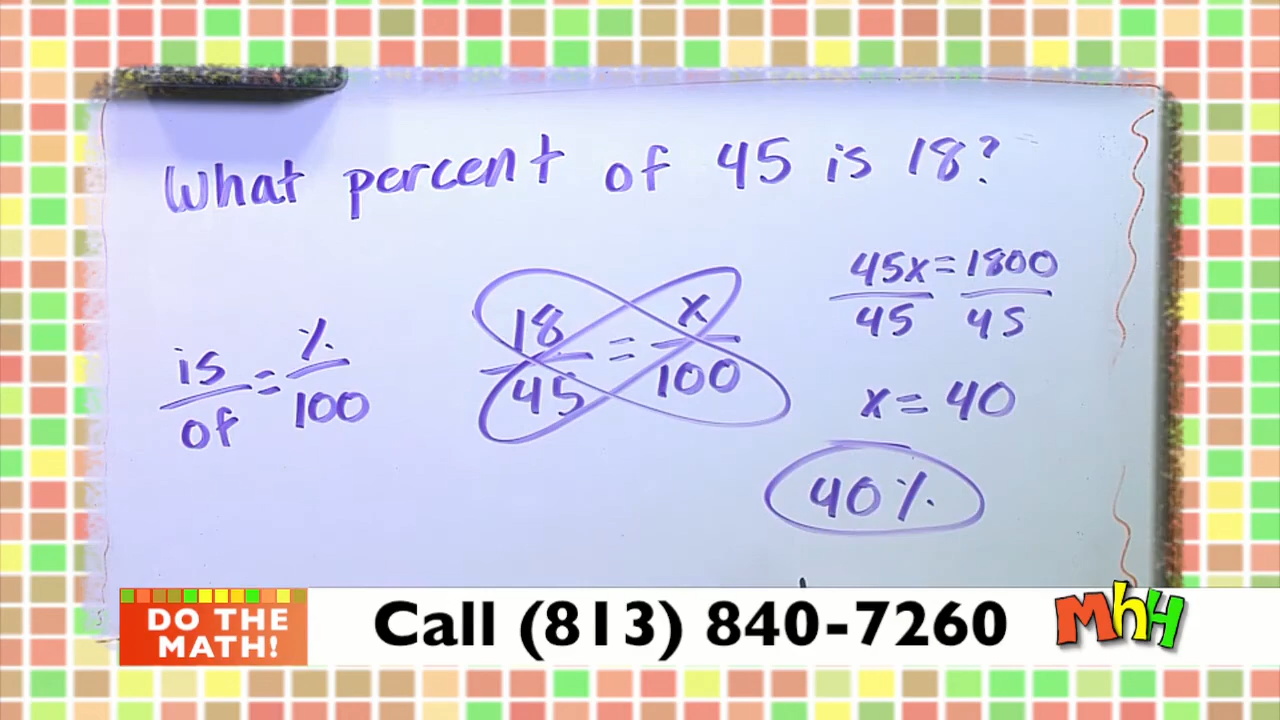 What percent of 45 is 18?
is/of = %/100
18/45 = x/100
45x/45 = 1800/45
x = 40
40%
DO THE
MATH!
Call (813) 840-7260
Mh4